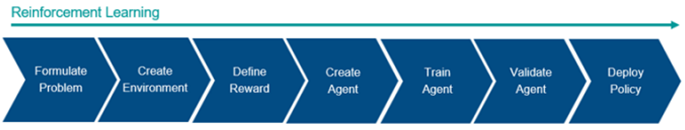 Reinforcement Learning
Formulate
Problem
Create
Environment
Define
Reward
Create
Agent
Train
Agent
Validate
Agent
Deploy
Policy